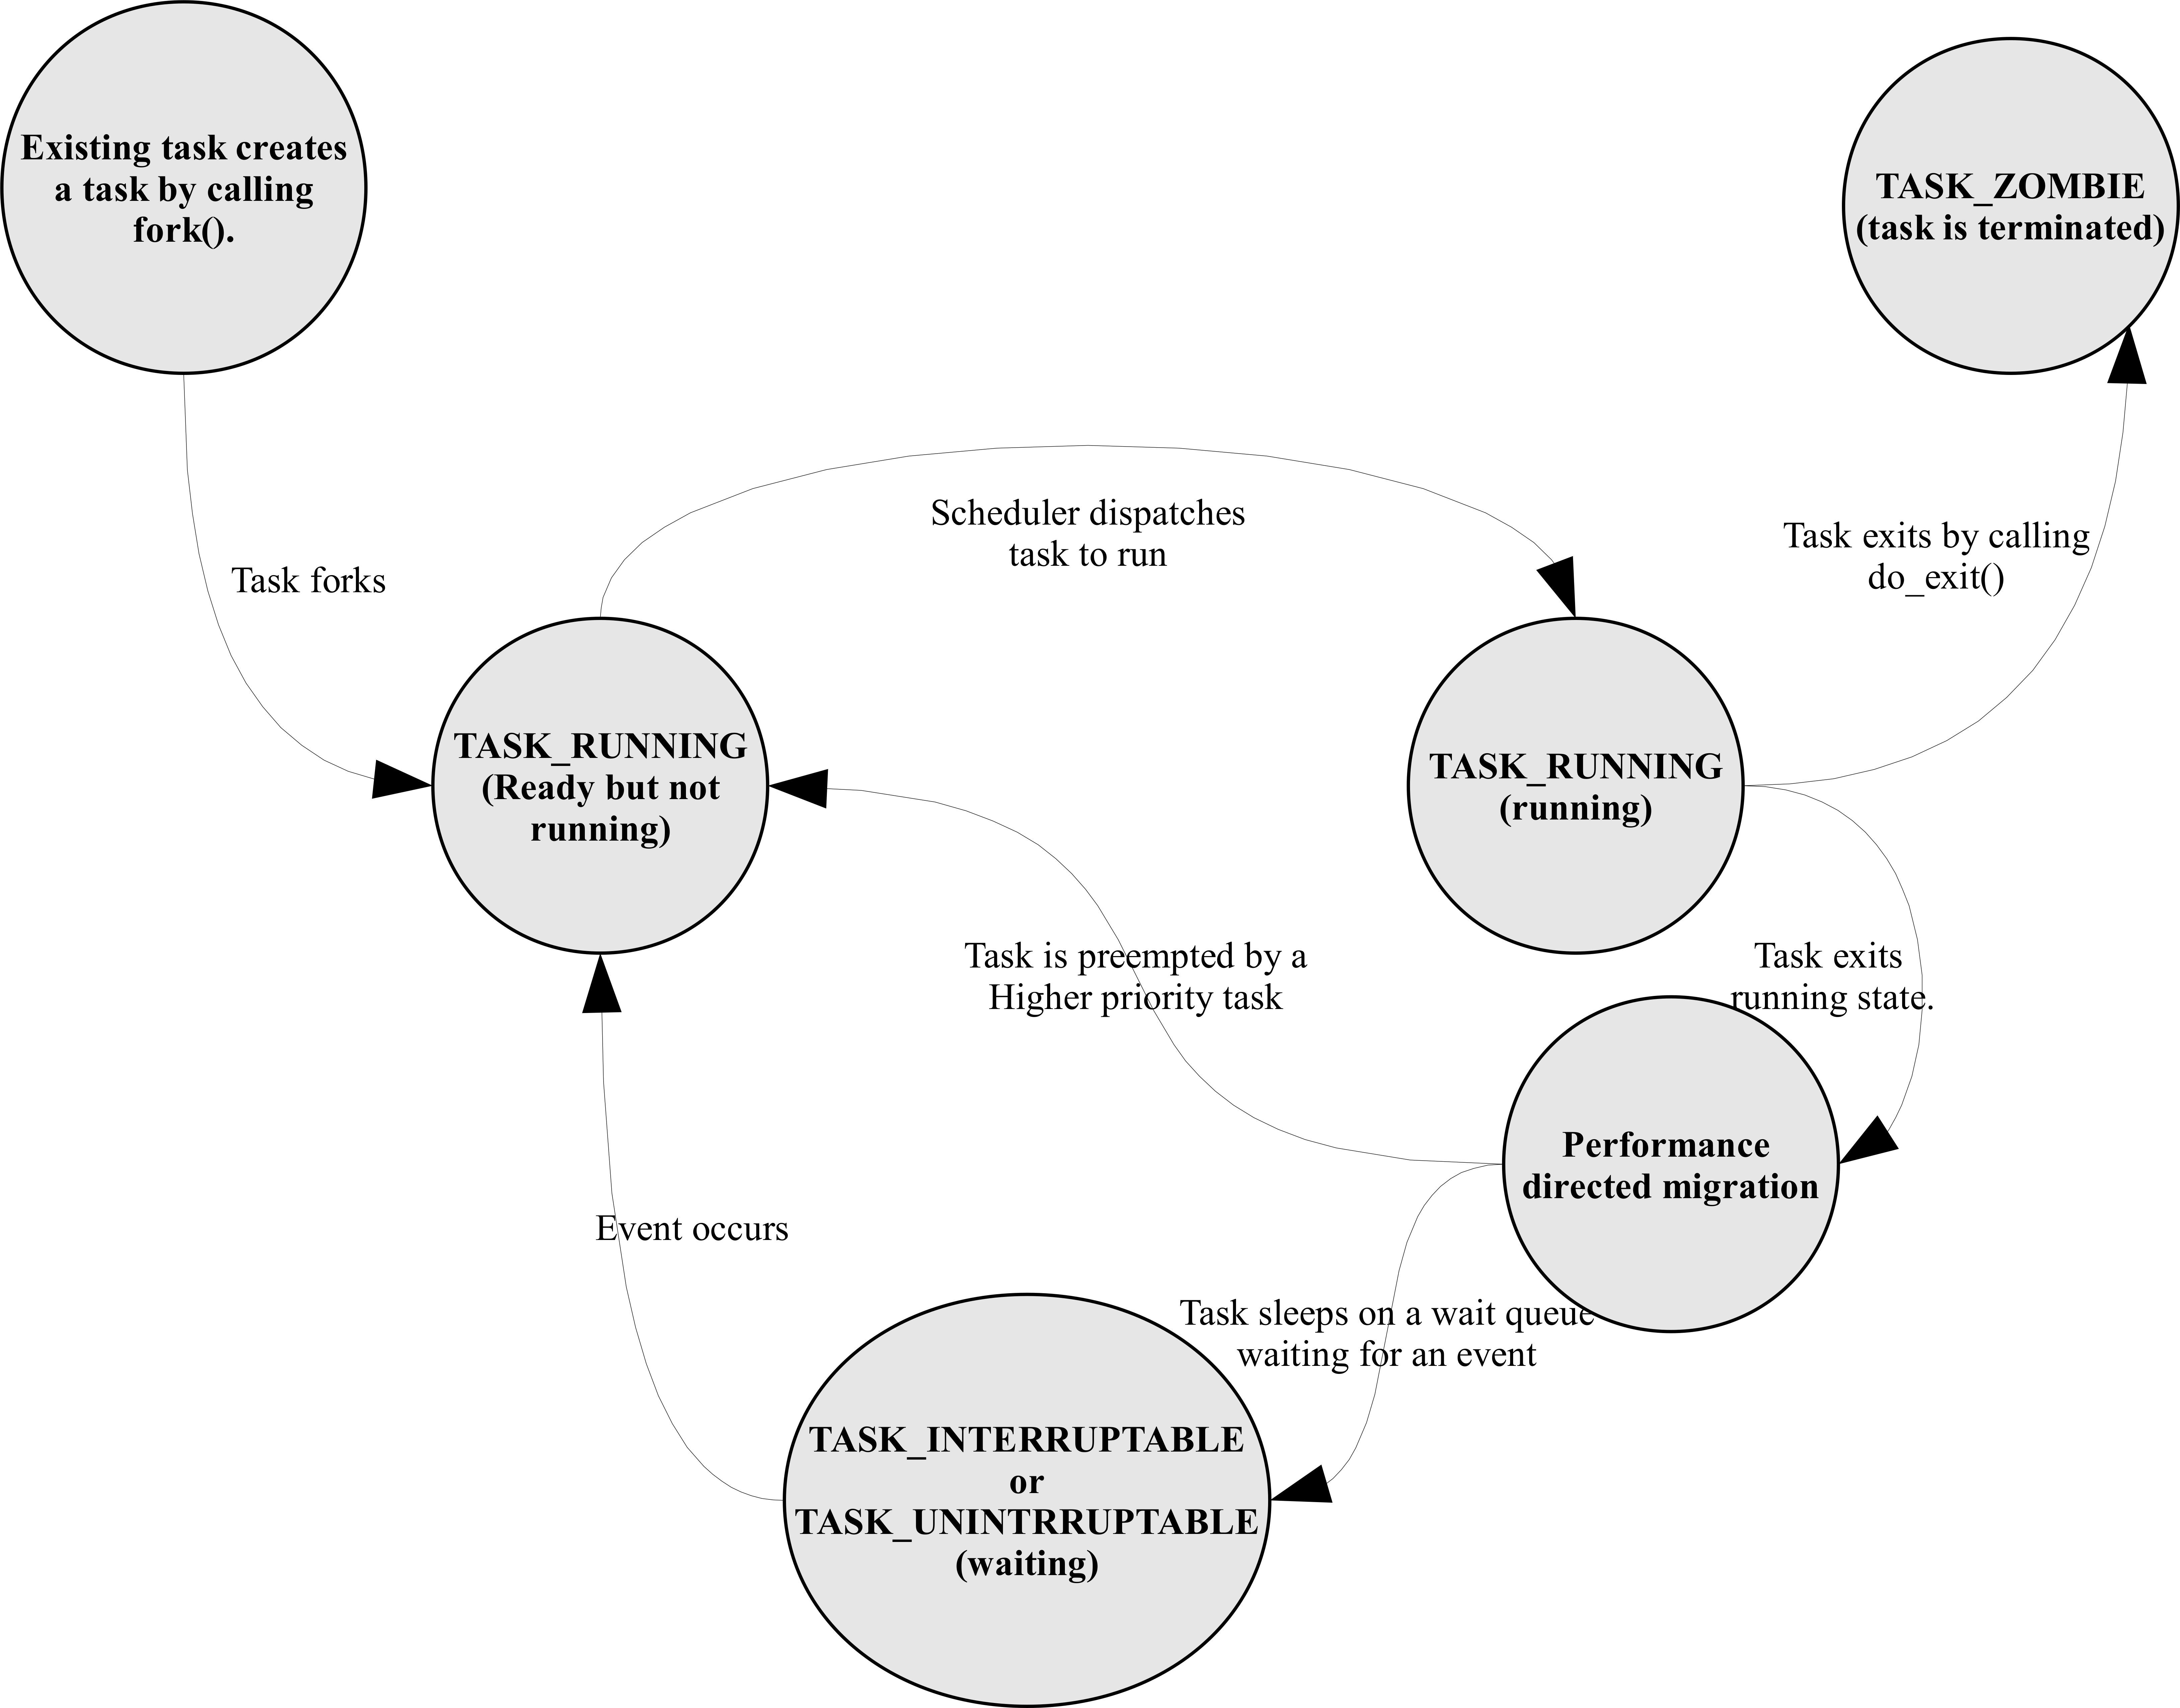 Existing task creates
a task by calling
fork().
TASK_ZOMBIE
(task is terminated)
Scheduler dispatches
task to run
Task exits by calling
do_exit()
Task forks
TASK_RUNNING
(Ready but not
running)
TASK_RUNNING
(running)
Task is preempted by a
Higher priority task
Task exits
running state.
Performance
directed migration
Event occurs
Task sleeps on a wait queue
waiting for an event
TASK_INTERRUPTABLE
or
TASK_UNINTRRUPTABLE
(waiting)